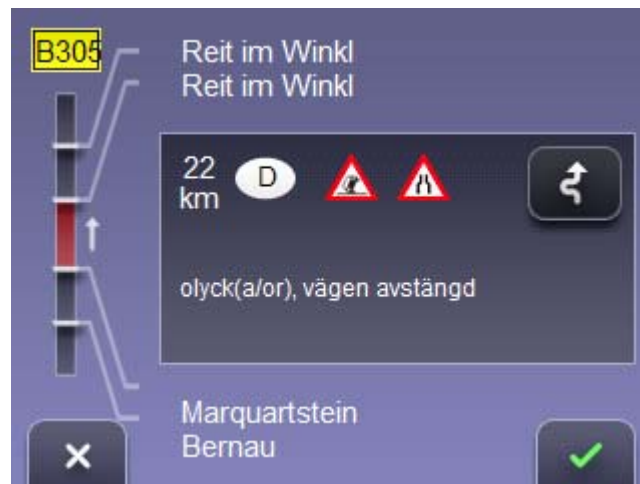 B305
Reit im Winkl
Reit im Winkl
22
km
D
olyck(a/or), vägen avstängd
Marquartstein
Bernau